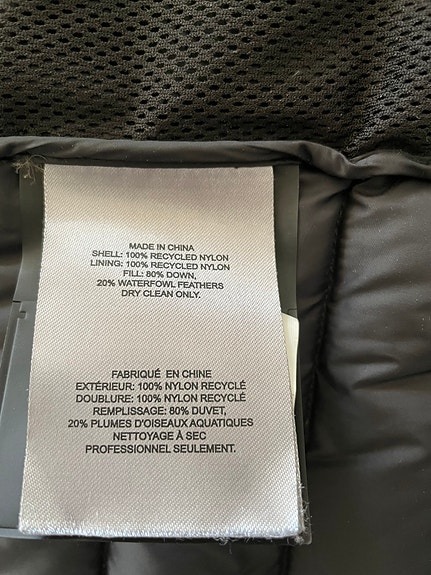 MADE IN CHINA
SHELL: 100% RECYCLED NYLON
LINING: 100% RECYCLED NYLON
FILL: 80% DOWN,
20% WATERFOWL FEATHERS
DRY CLEAN ONLY.
FABRIQUÉ EN CHINE
EXTÉRIEUR: 100% NYLON RECYCLÉ
DOUBLURE: 100% NYLON RECYCLÉ
REMPLISSAGE: 80% DUVET,
20% PLUMES D'OISEAUX AQUATIQUES
NETTOYAGE À SEC
PROFESSIONNEL SEULEMENT.